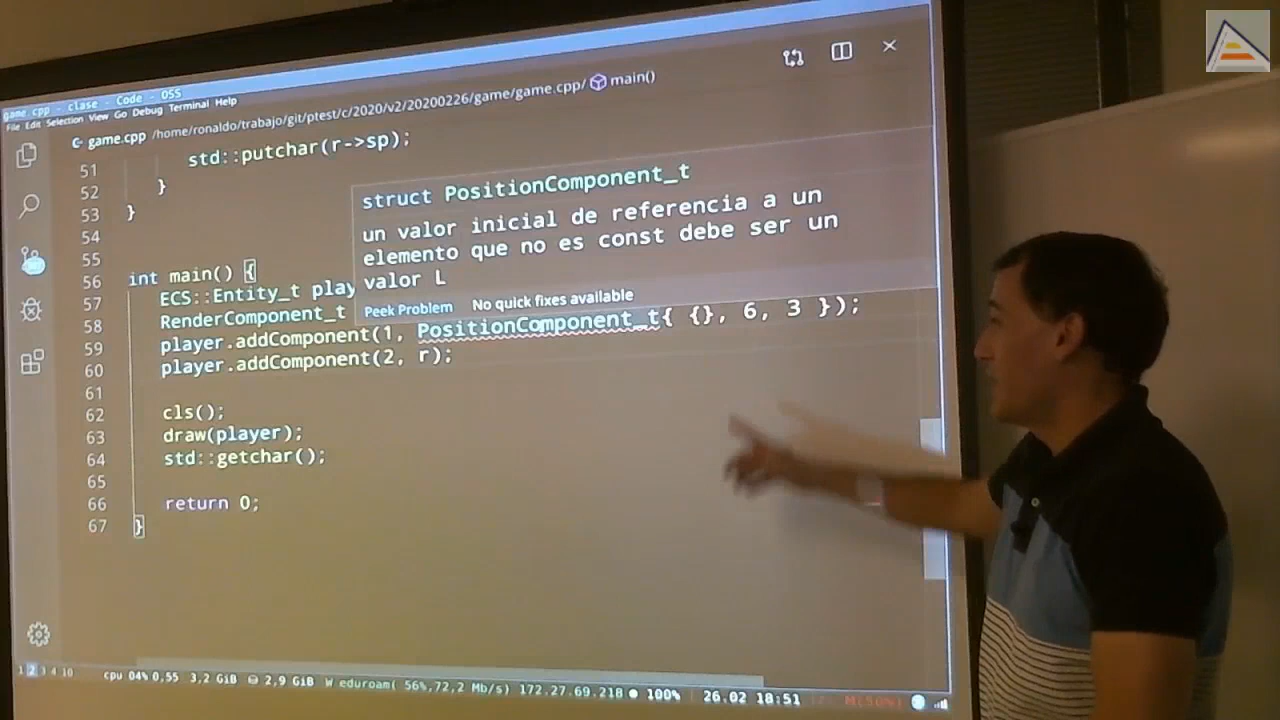 game.cpp - clase - Code - OSS
File Edit Selection View Go Debug Terminal Help
game.cpp /home/ronaldo/trabajo/git/ptest/c/2020/v2/20200226/game/game.cpp/ main()
51 std::putchar(r->sp);
52 }
53 }
54
55
struct PositionComponent_t
un valor inicial de referencia a un
elemento que no es const debe ser un
valor L
Peek Problem No quick fixes available
56 int main() {
57 ECS::Entity_t play
58 RenderComponent_t
59 player.addComponent(1, PositionComponent_t{ {}, 6, 3 });
60 player.addComponent(2, r);
61
62 cls();
63 draw(player);
64 std::getchar();
65
66 return 0;
67 }
1 2 3 4 10 cpu 04% 0,55 3,2 GiB 2,9 GiB W eduroam( 56%,72,2 Mb/s) 172.27.69.218 100% 26.02 18:51